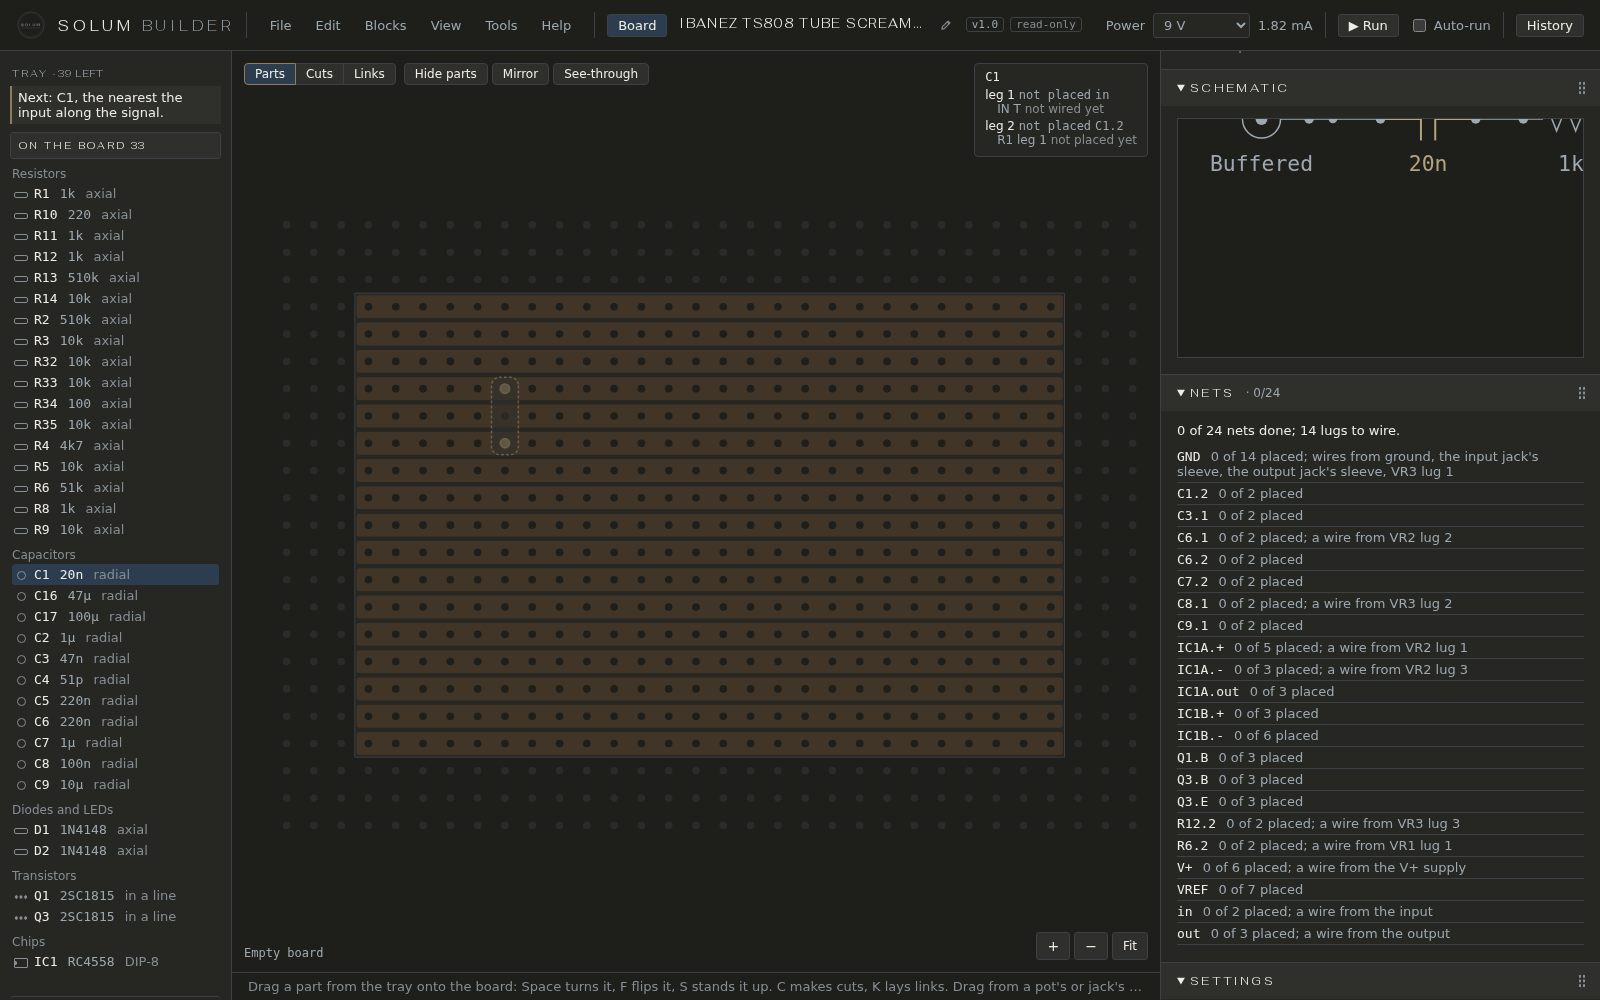 SOLUM BUILDER File Edit Blocks View Tools Help Board IBANEZ TS808 TUBE SCREAM... v1.0 read-only Power 9 V 1.82 mA ▶ Run Auto-run History
TRAY · 39 LEFT
Next: C1, the nearest the
input along the signal.
ON THE BOARD 33
Resistors
R1 1k axial
R10 220 axial
R11 1k axial
R12 1k axial
R13 510k axial
R14 10k axial
R2 510k axial
R3 10k axial
R32 10k axial
R33 10k axial
R34 100 axial
R35 10k axial
R4 4k7 axial
R5 10k axial
R6 51k axial
R8 1k axial
R9 10k axial
Capacitors
C1 20n radial
C16 47µ radial
C17 100µ radial
C2 1µ radial
C3 47n radial
C4 51p radial
C5 220n radial
C6 220n radial
C7 1µ radial
C8 100n radial
C9 10µ radial
Diodes and LEDs
D1 1N4148 axial
D2 1N4148 axial
Transistors
Q1 2SC1815 in a line
Q3 2SC1815 in a line
Chips
IC1 RC4558 DIP-8
Parts Cuts Links Hide parts Mirror See-through
C1
leg 1 not placed in
IN T not wired yet
leg 2 not placed C1.2
R1 leg 1 not placed yet
Empty board
+ − Fit
Drag a part from the tray onto the board: Space turns it, F flips it, S stands it up. C makes cuts, K lays links. Drag from a pot's or jack's ...
▼ SCHEMATIC
Buffered 20n 1k
▼ NETS · 0/24
0 of 24 nets done; 14 lugs to wire.
GND 0 of 14 placed; wires from ground, the input jack's
sleeve, the output jack's sleeve, VR3 lug 1
C1.2 0 of 2 placed
C3.1 0 of 2 placed
C6.1 0 of 2 placed; a wire from VR2 lug 2
C6.2 0 of 2 placed
C7.2 0 of 2 placed
C8.1 0 of 2 placed; a wire from VR3 lug 2
C9.1 0 of 2 placed
IC1A.+ 0 of 5 placed; a wire from VR2 lug 1
IC1A.- 0 of 3 placed; a wire from VR2 lug 3
IC1A.out 0 of 3 placed
IC1B.+ 0 of 3 placed
IC1B.- 0 of 6 placed
Q1.B 0 of 3 placed
Q3.B 0 of 3 placed
Q3.E 0 of 3 placed
R12.2 0 of 2 placed; a wire from VR3 lug 3
R6.2 0 of 2 placed; a wire from VR1 lug 1
V+ 0 of 6 placed; a wire from the V+ supply
VREF 0 of 7 placed
in 0 of 2 placed; a wire from the input
out 0 of 3 placed; a wire from the output
▼ SETTINGS